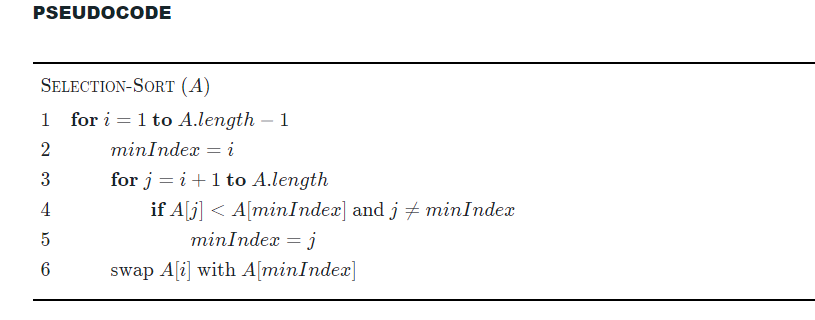 PSEUDOCODE
SELECTION-SORT (A)
1 for i = 1 to A.length − 1
2 minIndex = i
3 for j = i + 1 to A.length
4 if A[j] < A[minIndex] and j ≠ minIndex
5 minIndex = j
6 swap A[i] with A[minIndex]